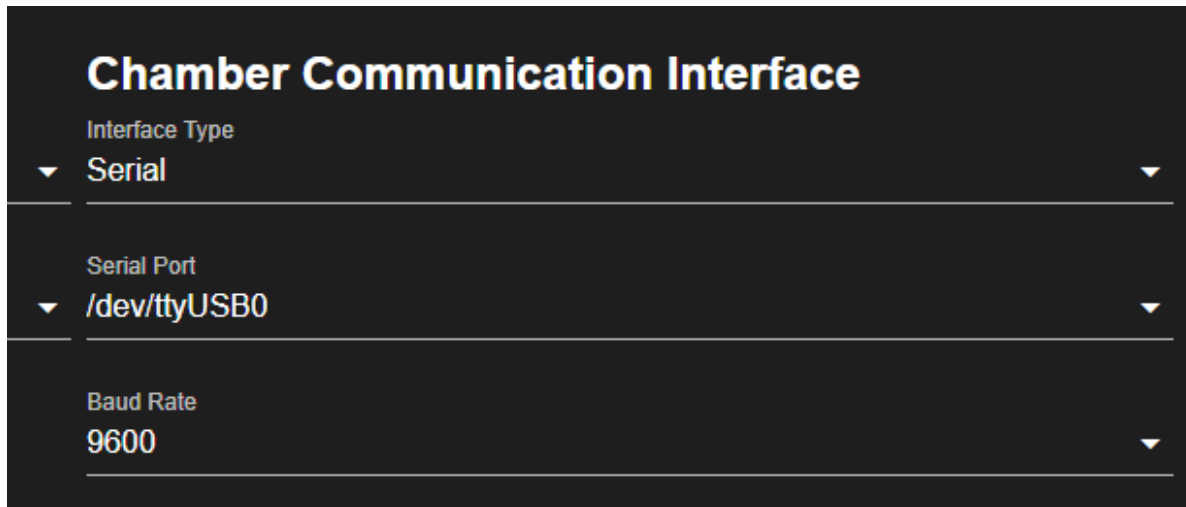 Chamber Communication Interface
Interface Type
Serial
Serial Port
/dev/ttyUSB0
Baud Rate
9600